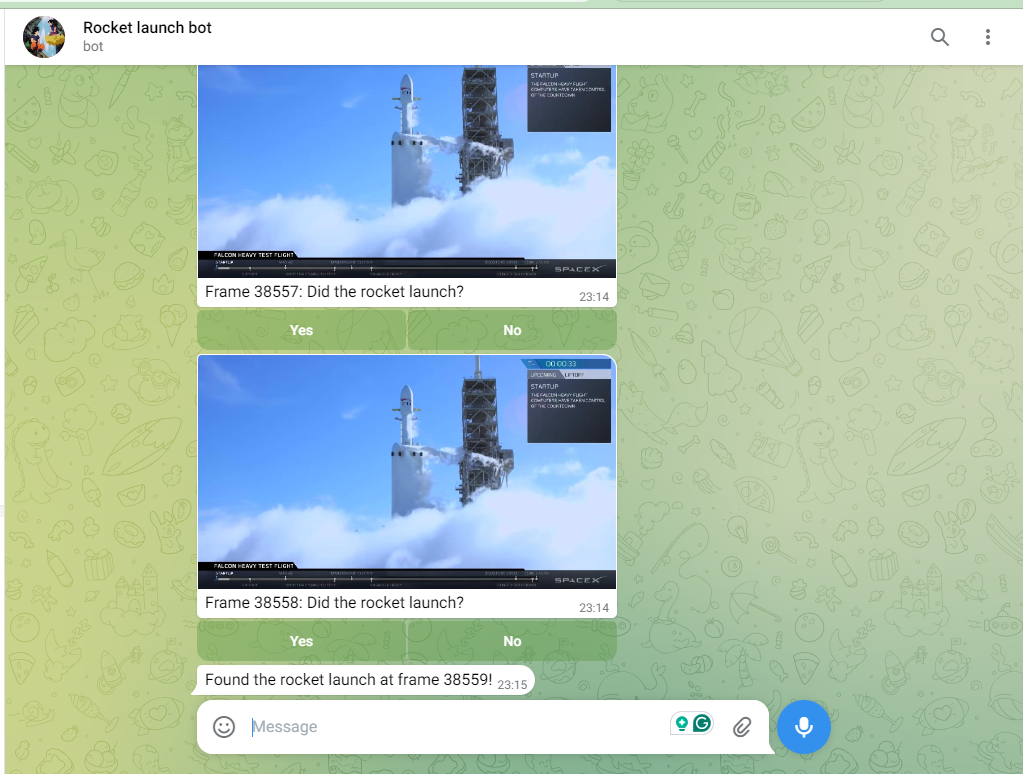 Rocket launch bot
bot
STARTUP
THE FALCON HEAVY FLIGHT
COMPUTERS HAVE TAKEN CONTROL
OF THE COUNTDOWN
FALCON HEAVY TEST FLIGHT
STARTUP
SPACEX
Frame 38557: Did the rocket launch?
23:14
Yes
No
00:00:33
UPCOMING
LIFTOFF
STARTUP
THE FALCON HEAVY FLIGHT
COMPUTERS HAVE TAKEN CONTROL
OF THE COUNTDOWN
FALCON HEAVY TEST FLIGHT
STARTUP
SPACEX
Frame 38558: Did the rocket launch?
23:14
Yes
No
Found the rocket launch at frame 38559! 23:15
Message